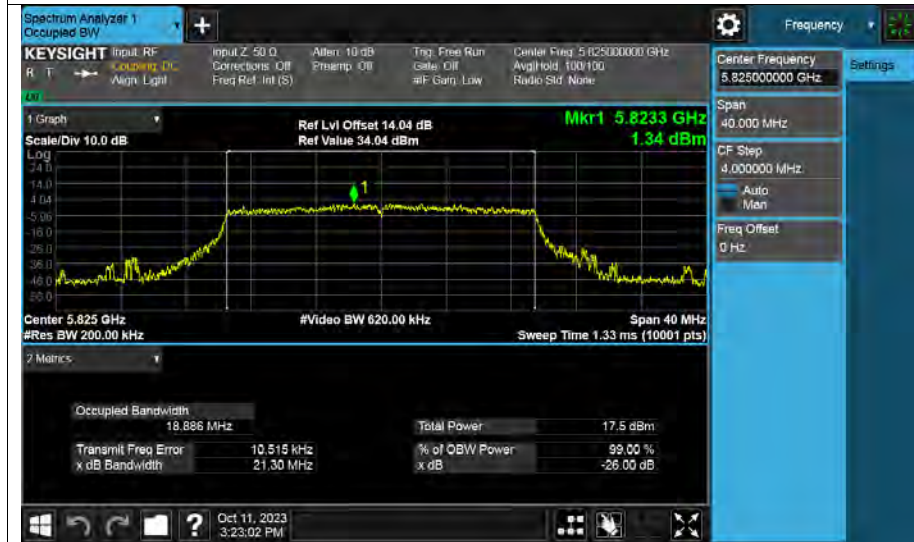 Spectrum Analyzer 1
Occupied BW
+
Frequency
KEYSIGHT Input: RF Input Z: 50 Ω Atten: 10 dB Trig: Free Run Center Freq: 5.825000000 GHz
R T Coupling: DC Corrections: Off Preamp: Off Gate: Off Avg|Hold: 100/100
Align: Light Freq Ref: Int (S) #IF Gain: Low Radio Std: None
Center Frequency
5.825000000 GHz
Settings
Span
40.000 MHz
CF Step
4.000000 MHz
Auto
Man
Freq Offset
0 Hz
1 Graph
Ref Lvl Offset 14.04 dB
Mkr1 5.8233 GHz
Scale/Div 10.0 dB
Ref Value 34.04 dBm
1.34 dBm
Log
24.0
14.0
4.04
-5.96
-16.0
-26.0
-36.0
-46.0
-56.0
1
Center 5.825 GHz
#Video BW 620.00 kHz
Span 40 MHz
#Res BW 200.00 kHz
Sweep Time 1.33 ms (10001 pts)
2 Metrics
Occupied Bandwidth
18.886 MHz
Total Power 17.5 dBm
Transmit Freq Error 10.515 kHz
% of OBW Power 99.00 %
x dB Bandwidth 21.30 MHz
x dB -26.00 dB
?
Oct 11, 2023
3:23:02 PM